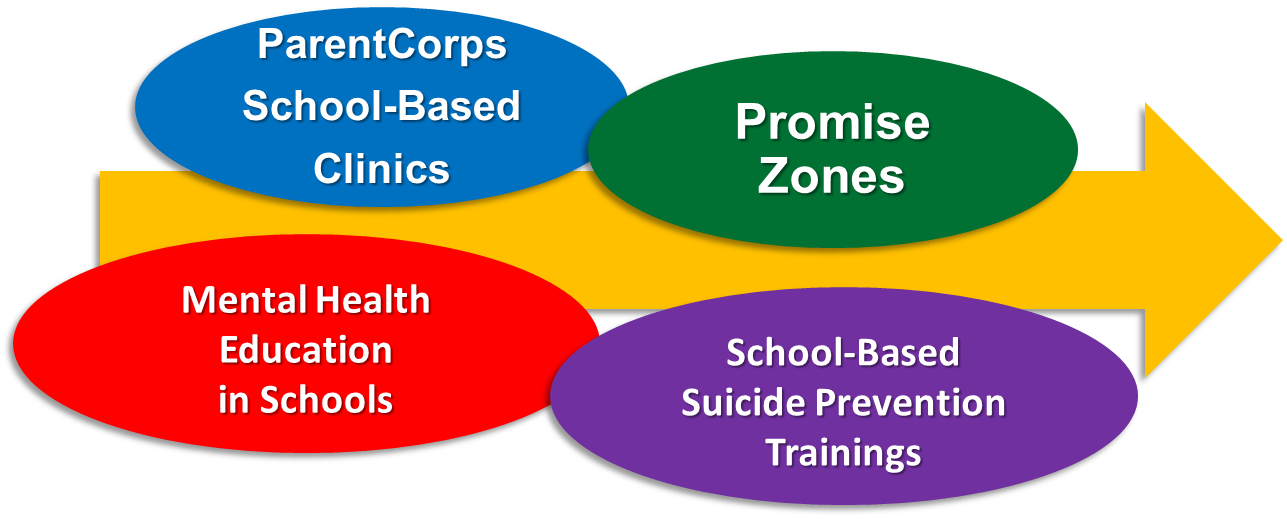 ParentCorps
School-Based
Clinics
Promise
Zones
Mental Health
Education
in Schools
School-Based
Suicide Prevention
Trainings